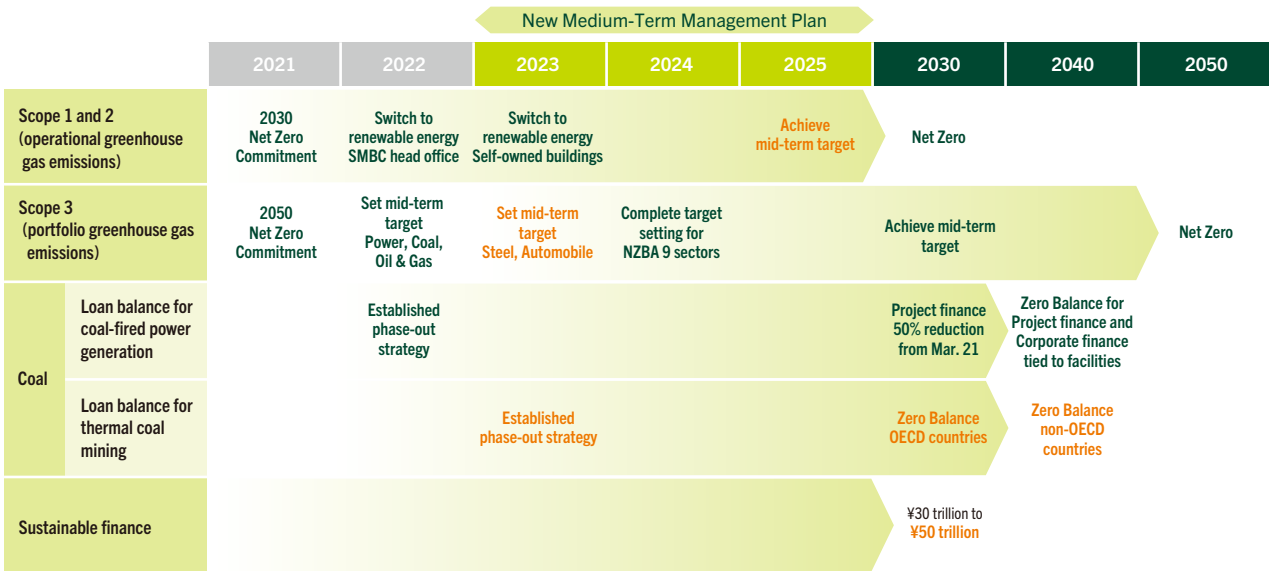 New Medium-Term Management Plan
2021 2022 2023 2024 2025 2030 2040 2050
Scope 1 and 2
(operational greenhouse
gas emissions)
2030
Net Zero
Commitment
Switch to
renewable energy
SMBC head office
Switch to
renewable energy
Self-owned buildings
Achieve
mid-term target
Net Zero
Scope 3
(portfolio greenhouse gas
emissions)
2050
Net Zero
Commitment
Set mid-term
target
Power, Coal,
Oil & Gas
Set mid-term
target
Steel, Automobile
Complete target
setting for
NZBA 9 sectors
Achieve mid-term
target
Net Zero
Coal
Loan balance for
coal-fired power
generation
Established
phase-out
strategy
Project finance
50% reduction
from Mar. 21
Zero Balance for
Project finance and
Corporate finance
tied to facilities
Loan balance for
thermal coal
mining
Established
phase-out strategy
Zero Balance
OECD countries
Zero Balance
non-OECD
countries
Sustainable finance
¥30 trillion to
¥50 trillion